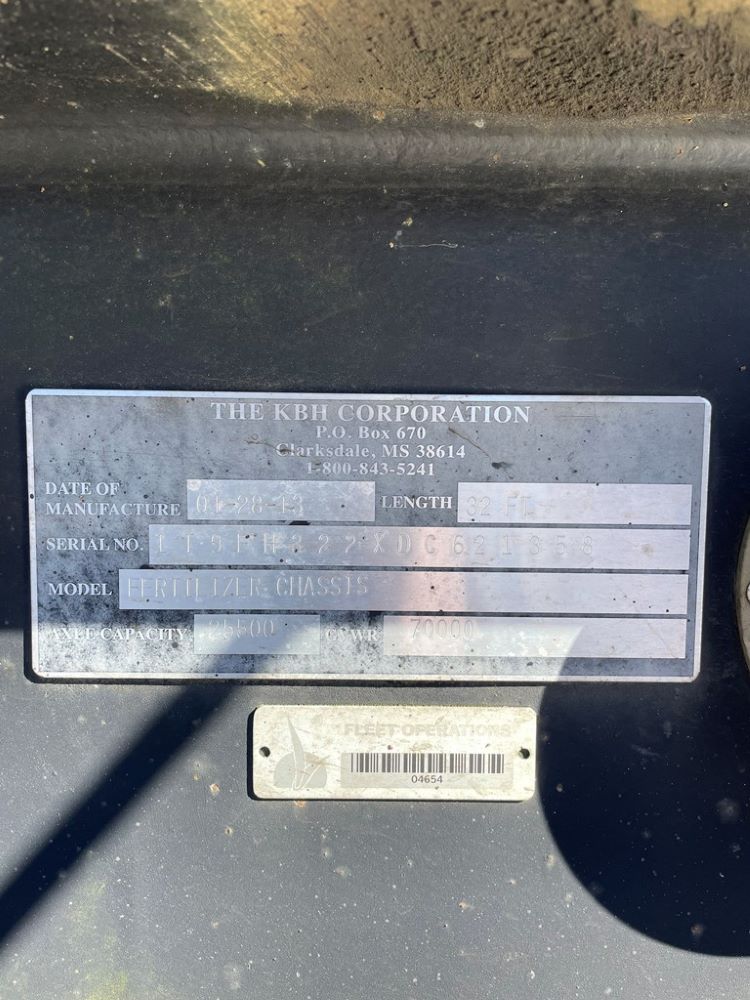 THE KBH CORPORATION
P.O. Box 670
Clarksdale, MS 38614
1-800-843-5241
DATE OF MANUFACTURE 01-28-13 LENGTH 32 FT.
SERIAL NO.
MODEL FERTILIZER CHASSIS
AXLE CAPACITY 25500 GVWR 70000
FLEET OPERATIONS
04654